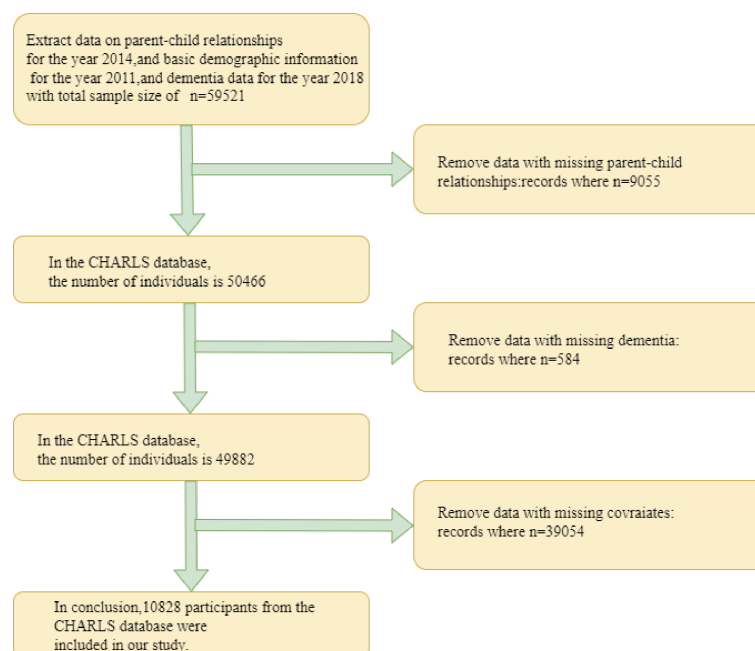 Extract data on parent-child relationships
for the year 2014,and basic demographic information
for the year 2011,and dementia data for the year 2018
with total sample size of n=59521
Remove data with missing parent-child
relationships:records where n=9055
In the CHARLS database,
the number of individuals is 50466
Remove data with missing dementia:
records where n=584
In the CHARLS database,
the number of individuals is 49882
Remove data with missing covraiates:
records where n=39054
In conclusion,10828 participants from the
CHARLS database were
included in our study.